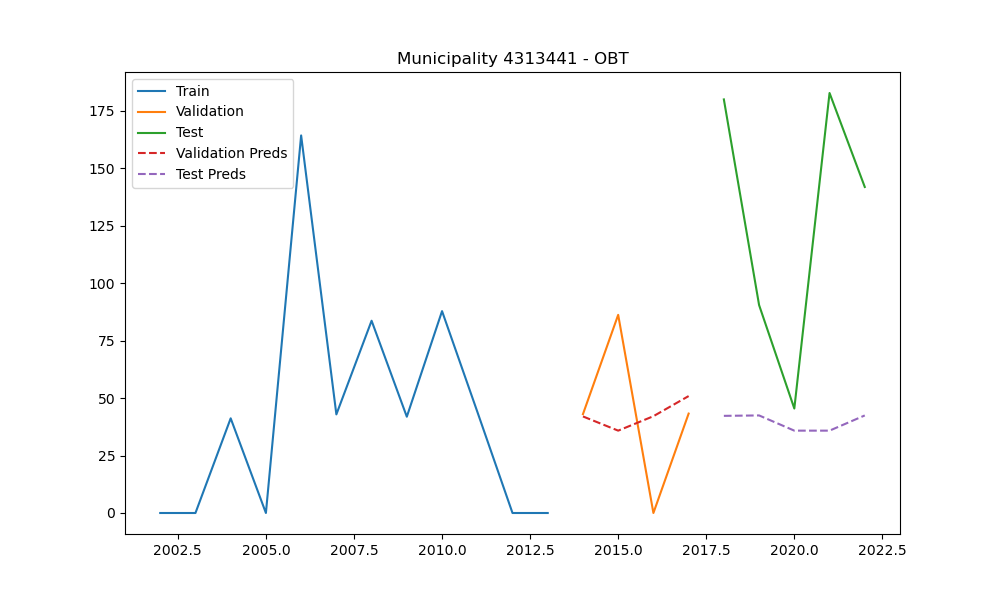 Municipality 4313441 - OBT
Train
Validation
Test
Validation Preds
Test Preds
175
150
125
100
75
50
25
0
2002.5 2005.0 2007.5 2010.0 2012.5 2015.0 2017.5 2020.0 2022.5